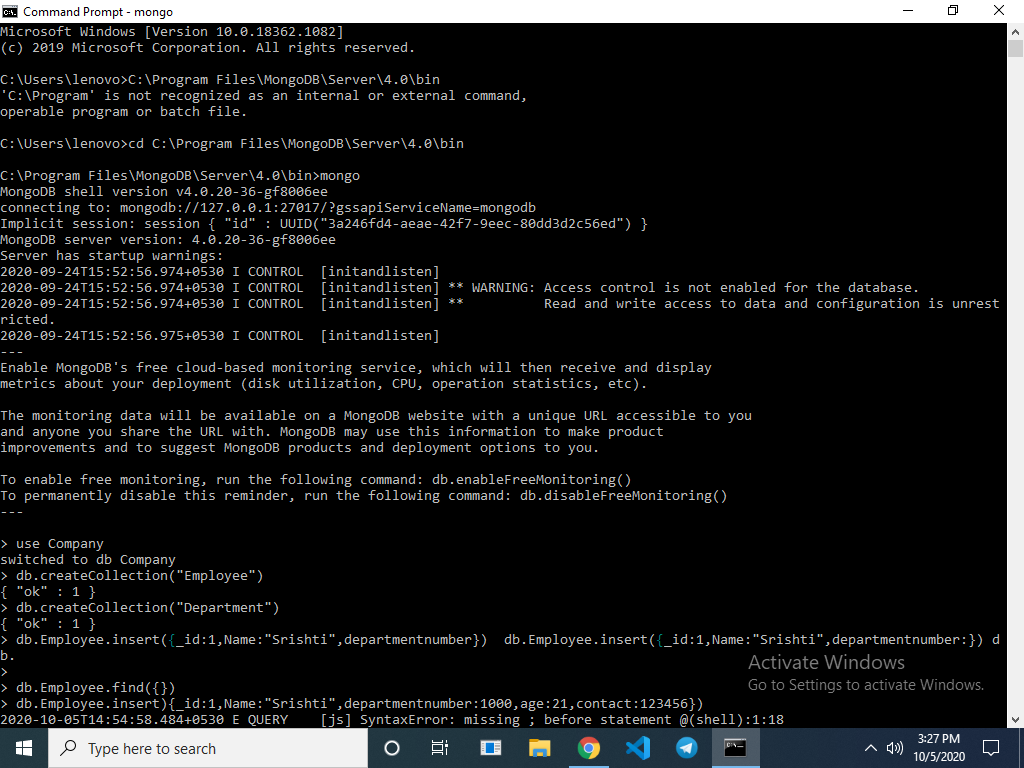 Command Prompt - mongo
Microsoft Windows [Version 10.0.18362.1082]
(c) 2019 Microsoft Corporation. All rights reserved.
C:\Users\lenovo>C:\Program Files\MongoDB\Server\4.0\bin
'C:\Program' is not recognized as an internal or external command,
operable program or batch file.
C:\Users\lenovo>cd C:\Program Files\MongoDB\Server\4.0\bin
C:\Program Files\MongoDB\Server\4.0\bin>mongo
MongoDB shell version v4.0.20-36-gf8006ee
connecting to: mongodb://127.0.0.1:27017/?gssapiServiceName=mongodb
Implicit session: session { "id" : UUID("3a246fd4-aeae-42f7-9eec-80dd3d2c56ed") }
MongoDB server version: 4.0.20-36-gf8006ee
Server has startup warnings:
2020-09-24T15:52:56.974+0530 I CONTROL  [initandlisten]
2020-09-24T15:52:56.974+0530 I CONTROL  [initandlisten] ** WARNING: Access control is not enabled for the database.
2020-09-24T15:52:56.974+0530 I CONTROL  [initandlisten] **          Read and write access to data and configuration is unrest
ricted.
2020-09-24T15:52:56.975+0530 I CONTROL  [initandlisten]
---
Enable MongoDB's free cloud-based monitoring service, which will then receive and display
metrics about your deployment (disk utilization, CPU, operation statistics, etc).
The monitoring data will be available on a MongoDB website with a unique URL accessible to you
and anyone you share the URL with. MongoDB may use this information to make product
improvements and to suggest MongoDB products and deployment options to you.
To enable free monitoring, run the following command: db.enableFreeMonitoring()
To permanently disable this reminder, run the following command: db.disableFreeMonitoring()
---
> use Company
switched to db Company
> db.createCollection("Employee")
{ "ok" : 1 }
> db.createCollection("Department")
{ "ok" : 1 }
> db.Employee.insert({_id:1,Name:"Srishti",departmentnumber})  db.Employee.insert({_id:1,Name:"Srishti",departmentnumber:}) d
b.
>
> db.Employee.find({})
> db.Employee.insert){_id:1,Name:"Srishti",departmentnumber:1000,age:21,contact:123456})
2020-10-05T14:54:58.484+0530 E QUERY    [js] SyntaxError: missing ; before statement @(shell):1:18
Activate Windows
Go to Settings to activate Windows.
Type here to search
3:27 PM
10/5/2020